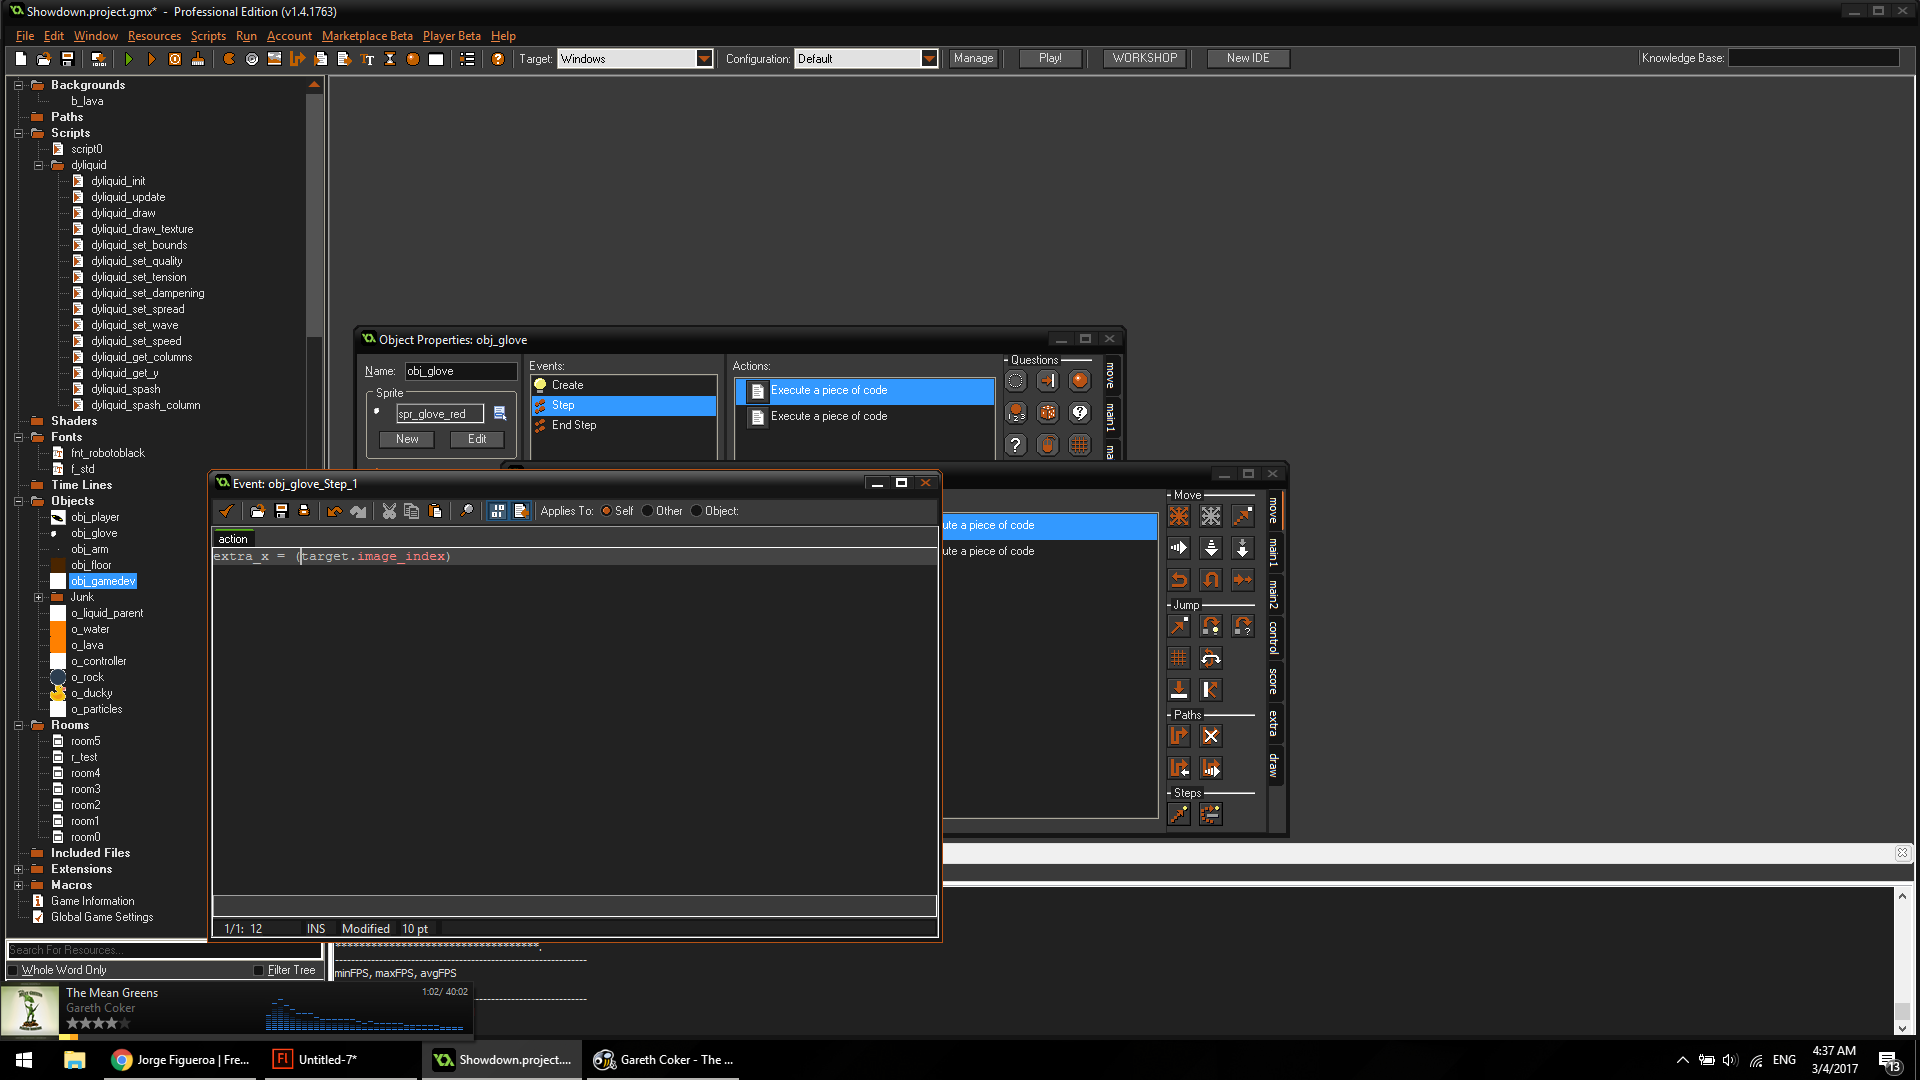 Showdown.project.gmx* - Professional Edition (v1.4.1763)
File Edit Window Resources Scripts Run Account Marketplace Beta Player Beta Help
Target: Windows Configuration: Default Manage Play! WORKSHOP New IDE Knowledge Base:
Backgrounds
b_lava
Paths
Scripts
script0
dyliquid
dyliquid_init
dyliquid_update
dyliquid_draw
dyliquid_draw_texture
dyliquid_set_bounds
dyliquid_set_quality
dyliquid_set_tension
dyliquid_set_dampening
dyliquid_set_spread
dyliquid_set_wave
dyliquid_set_speed
dyliquid_get_columns
dyliquid_get_y
dyliquid_spash
dyliquid_spash_column
Shaders
Fonts
fnt_robotoblack
f_std
Time Lines
Objects
obj_player
obj_glove
obj_arm
obj_floor
obj_gamedev
Junk
o_liquid_parent
o_water
o_lava
o_controller
o_rock
o_ducky
o_particles
Rooms
room5
r_test
room4
room3
room2
room1
room0
Included Files
Extensions
Macros
Game Information
Global Game Settings
Search For Resources...
Whole Word Only Filter Tree
Object Properties: obj_glove
Name: obj_glove
Sprite
spr_glove_red
New Edit
Events:
Create
Step
End Step
Actions:
Execute a piece of code
Execute a piece of code
Questions
move
main1
ma
Event: obj_glove_Step_1
Applies To: Self Other Object:
action
extra_x = (target.image_index)
1/1: 12 INS Modified 10 pt
ute a piece of code
ute a piece of code
Move
Jump
Paths
Steps
move
main1
main2
control
score
extra
draw
**********************************.
minFPS, maxFPS, avgFPS
The Mean Greens 1:02/ 40:02
Gareth Coker
Jorge Figueroa | Fre...
Untitled-7*
Showdown.project....
Gareth Coker - The ...
ENG
4:37 AM
3/4/2017
13